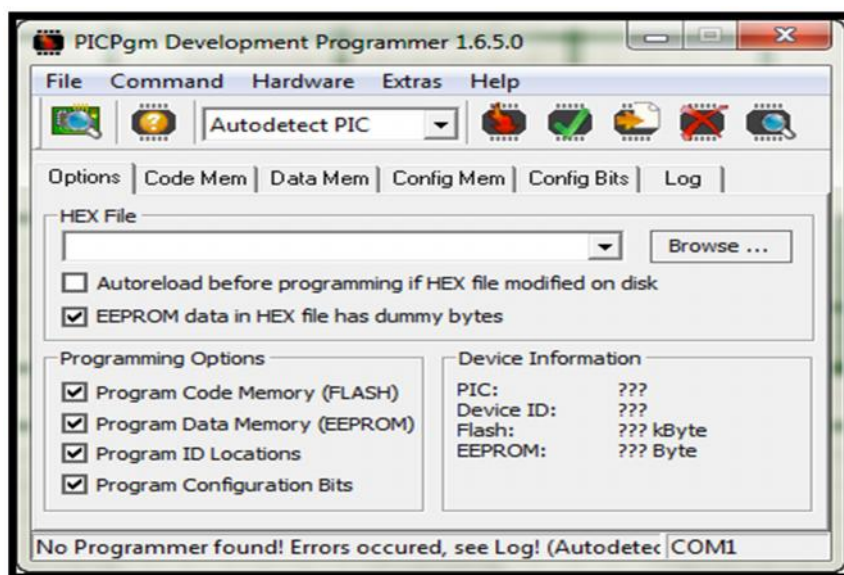 PICPgm Development Programmer 1.6.5.0
File Command Hardware Extras Help
Autodetect PIC
Options Code Mem Data Mem Config Mem Config Bits Log
HEX File
Browse ...
Autoreload before programming if HEX file modified on disk
EEPROM data in HEX file has dummy bytes
Programming Options
Program Code Memory (FLASH)
Program Data Memory (EEPROM)
Program ID Locations
Program Configuration Bits
Device Information
PIC: ???
Device ID: ???
Flash: ??? kByte
EEPROM: ??? Byte
No Programmer found! Errors occured, see Log! (Autodetec COM1